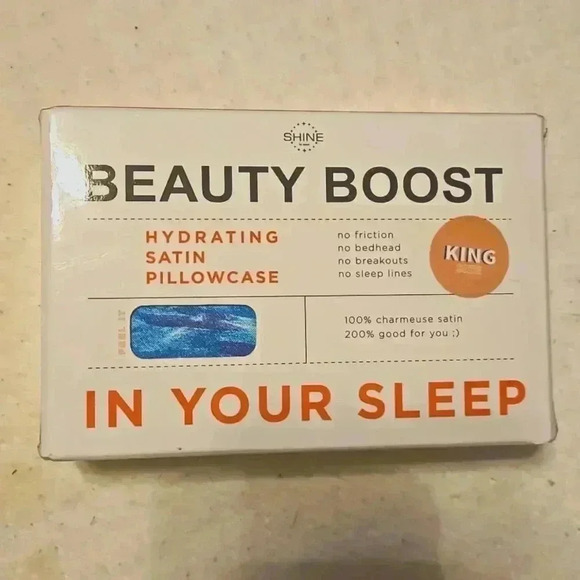 SHINE
BEAUTY BOOST
HYDRATING
SATIN
PILLOWCASE
no friction
no bedhead
no breakouts
no sleep lines
KING
FEEL IT
100% charmeuse satin
200% good for you ;)
IN YOUR SLEEP